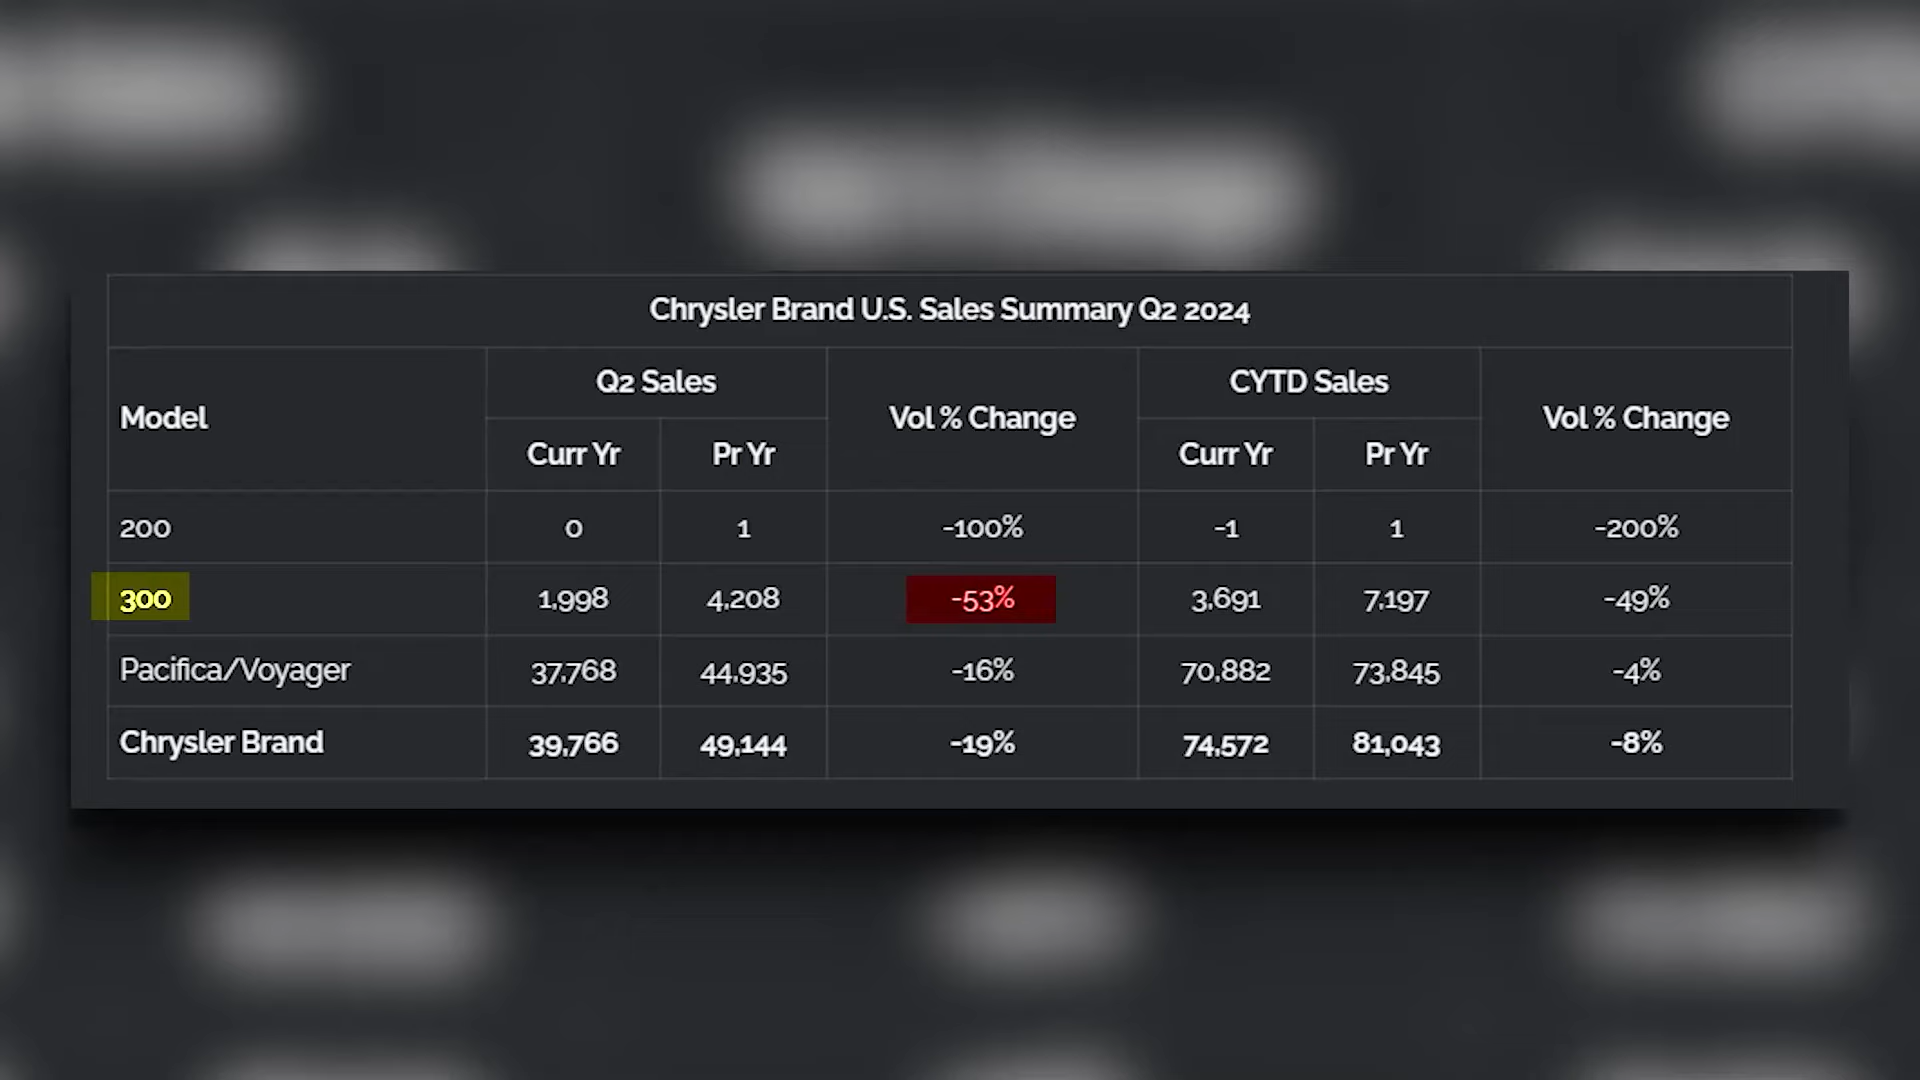 Chrysler Brand U.S. Sales Summary Q2 2024
Model Q2 Sales Vol % Change CYTD Sales Vol % Change
Curr Yr Pr Yr Curr Yr Pr Yr
200 0 1 -100% -1 1 -200%
300 1,998 4,208 -53% 3,691 7,197 -49%
Pacifica/Voyager 37,768 44,935 -16% 70,882 73,845 -4%
Chrysler Brand 39,766 49,144 -19% 74,572 81,043 -8%